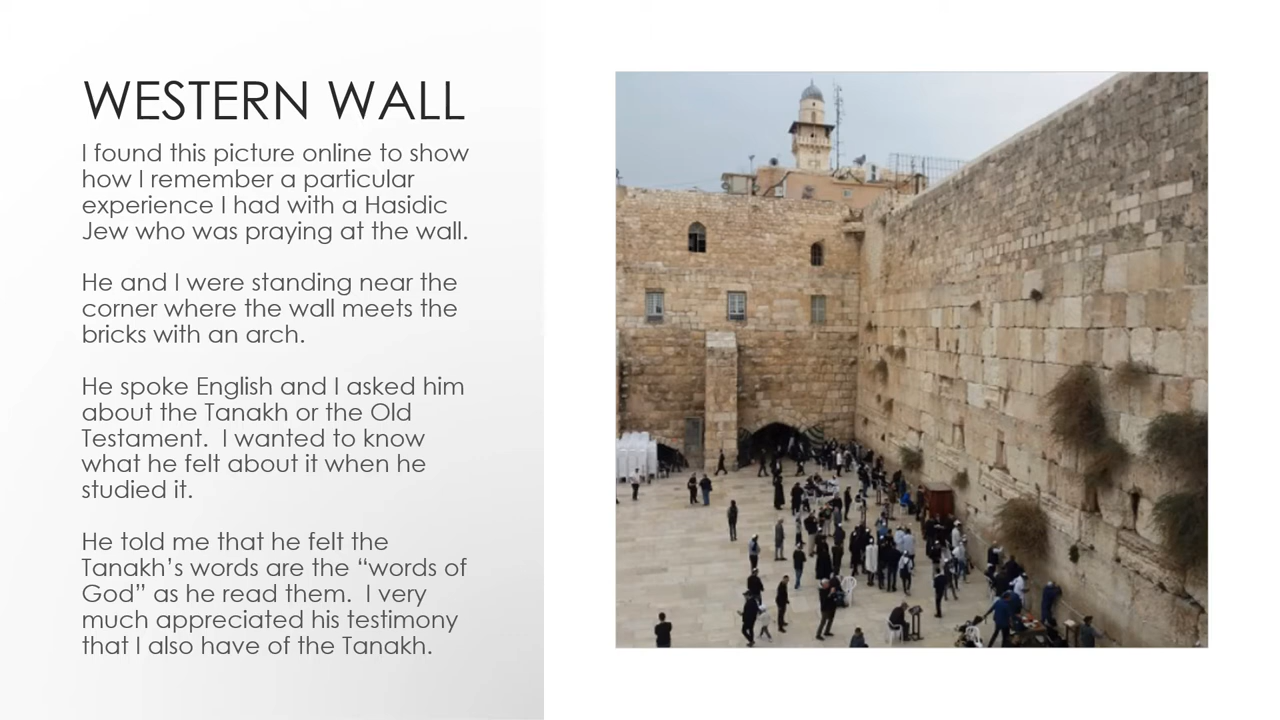 WESTERN WALL
I found this picture online to show
how I remember a particular
experience I had with a Hasidic
Jew who was praying at the wall.
He and I were standing near the
corner where the wall meets the
bricks with an arch.
He spoke English and I asked him
about the Tanakh or the Old
Testament.  I wanted to know
what he felt about it when he
studied it.
He told me that he felt the
Tanakh’s words are the “words of
God” as he read them.  I very
much appreciated his testimony
that I also have of the Tanakh.